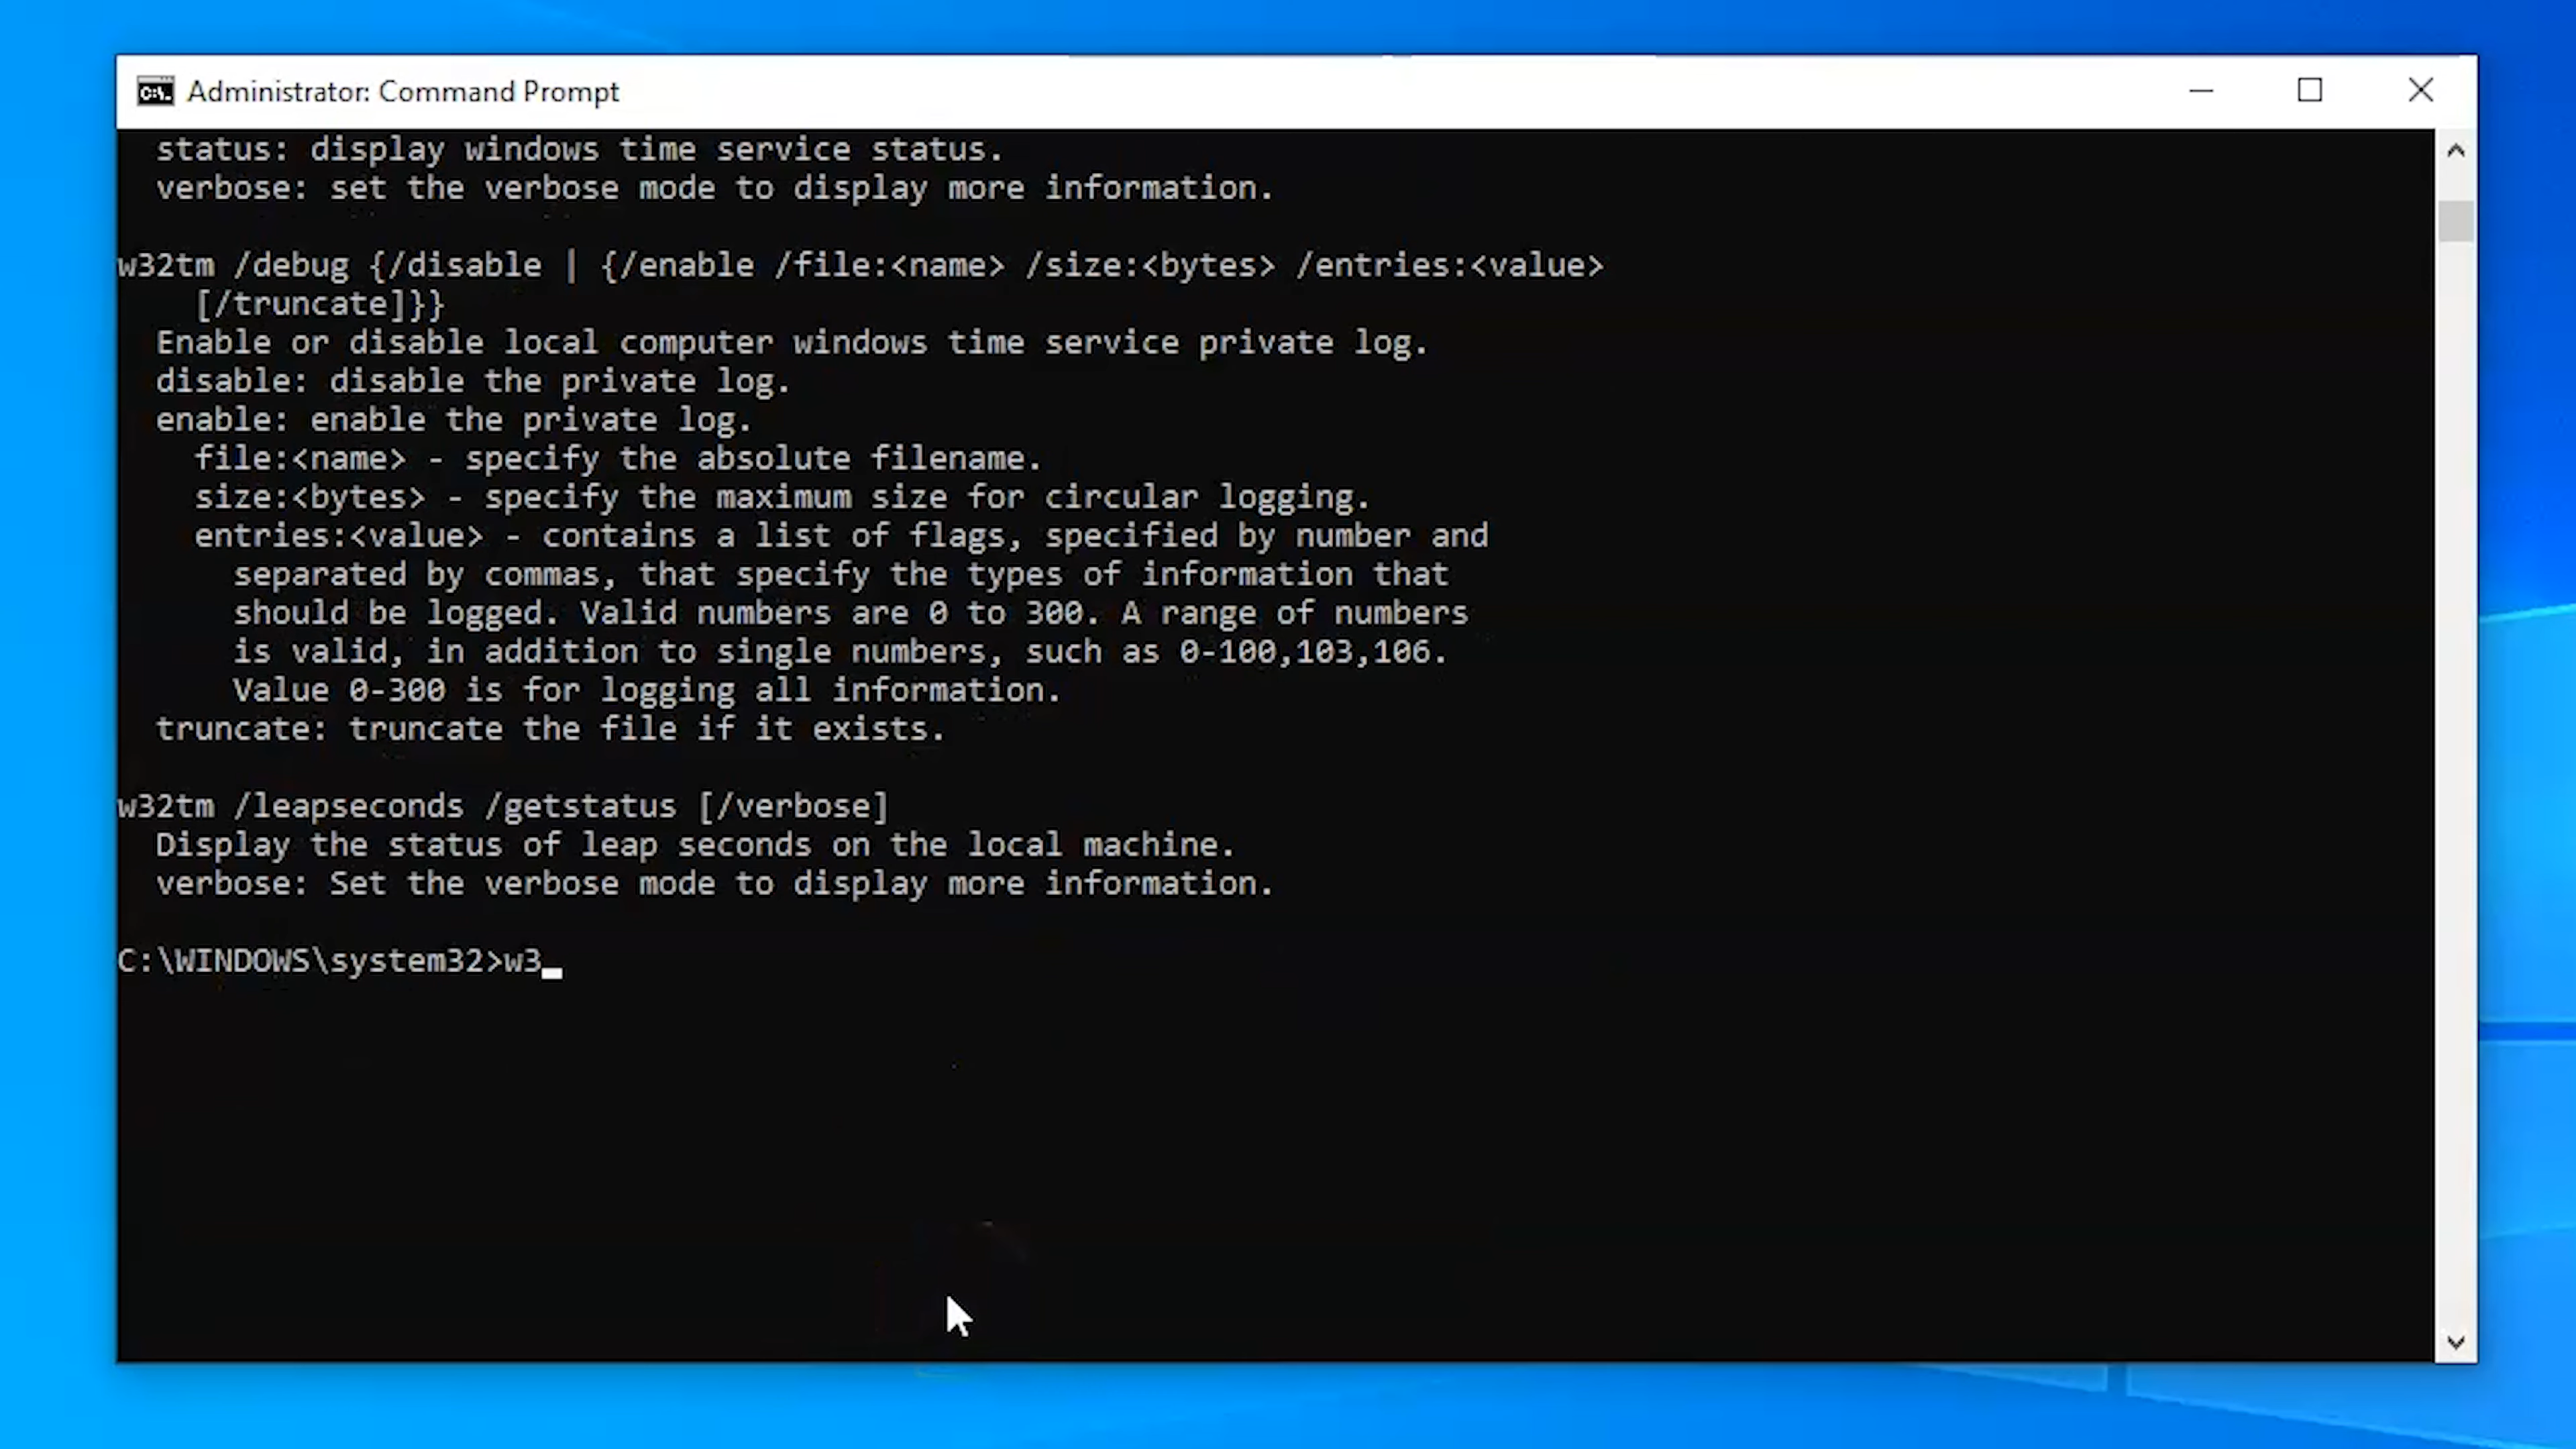 Administrator: Command Prompt
status: display windows time service status.
verbose: set the verbose mode to display more information.
w32tm /debug {/disable | {/enable /file:<name> /size:<bytes> /entries:<value>
[/truncate]}}
Enable or disable local computer windows time service private log.
disable: disable the private log.
enable: enable the private log.
file:<name> - specify the absolute filename.
size:<bytes> - specify the maximum size for circular logging.
entries:<value> - contains a list of flags, specified by number and
separated by commas, that specify the types of information that
should be logged. Valid numbers are 0 to 300. A range of numbers
is valid, in addition to single numbers, such as 0-100,103,106.
Value 0-300 is for logging all information.
truncate: truncate the file if it exists.
w32tm /leapseconds /getstatus [/verbose]
Display the status of leap seconds on the local machine.
verbose: Set the verbose mode to display more information.
C:\WINDOWS\system32>w3_